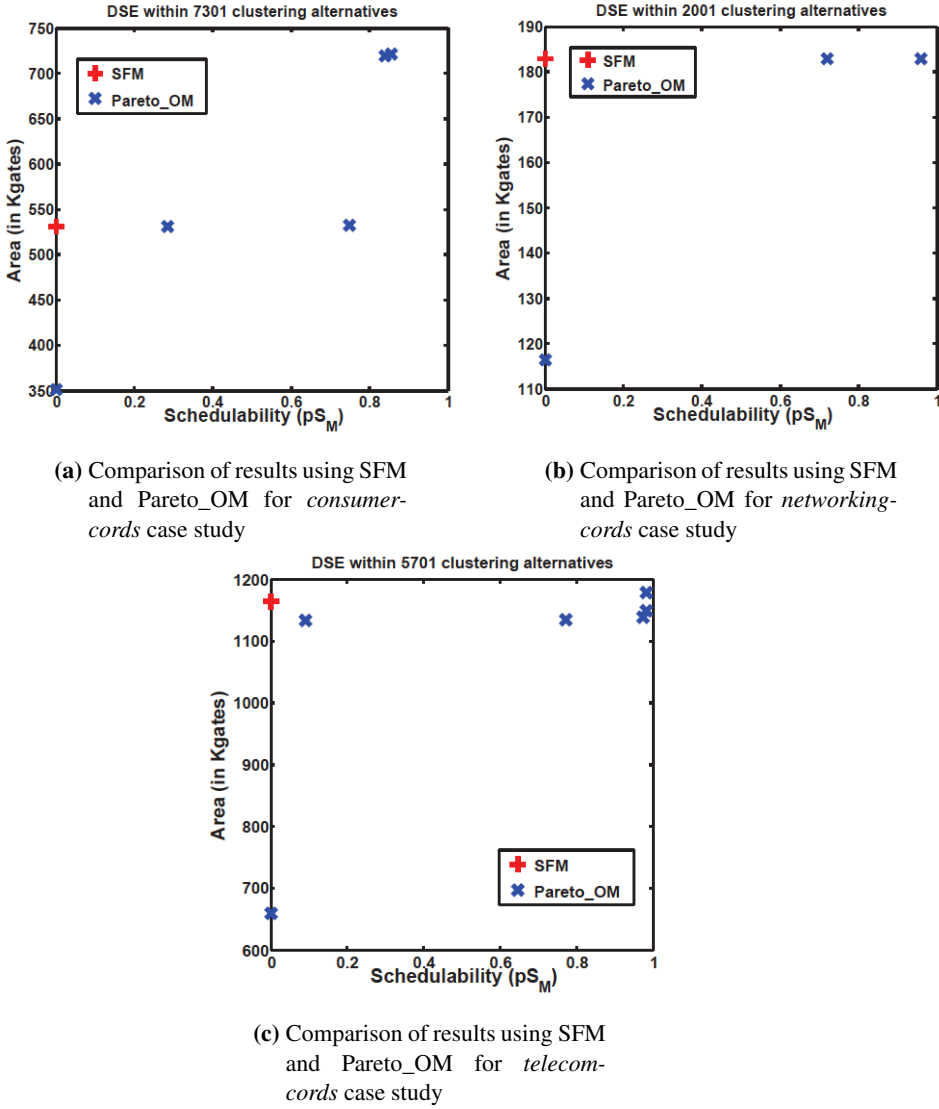 DSE within 7301 clustering alternatives
750
700
650
600
550
500
450
400
350
Area (in Kgates)
SFM
Pareto_OM
0
0.2
0.4
0.6
0.8
1
Schedulability (pS_M)
(a) Comparison of results using SFM
and Pareto_OM for consumer-
cords case study
DSE within 2001 clustering alternatives
190
180
170
160
150
140
130
120
110
Area (in Kgates)
SFM
Pareto_OM
0
0.2
0.4
0.6
0.8
1
Schedulability (pS_M)
(b) Comparison of results using SFM
and Pareto_OM for networking-
cords case study
DSE within 5701 clustering alternatives
1200
1100
1000
900
800
700
600
Area (in Kgates)
SFM
Pareto_OM
0
0.2
0.4
0.6
0.8
1
Schedulability (pS_M)
(c) Comparison of results using SFM
and Pareto_OM for telecom-
cords case study